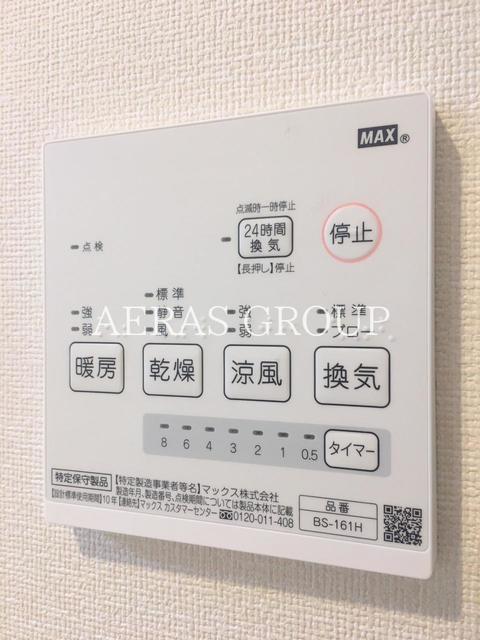 MAX®
点滅時一時停止
点検
24時間
換気
停止
【長押し】停止
標準
強 静音 強 標準
弱 風 弱
AERAS GROUP
暖房 乾燥 涼風 換気
8 6 4 3 2 1 0.5 タイマー
特定保守製品 【特定製造事業者等名】マックス株式会社
製造年月、製造番号、点検期間については製品本体に記載
【設計標準使用期間】10年【連絡先】マックス カスタマーセンター 0120-011-408
品番
BS-161H